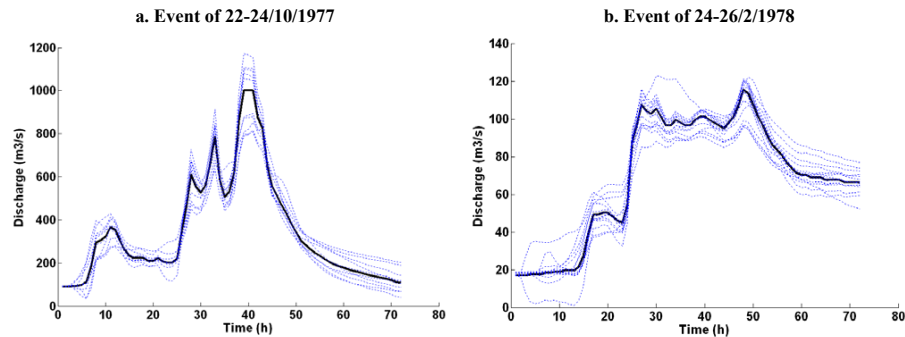 a. Event of 22-24/10/1977
1200
1000
800
600
400
200
0
Discharge (m3/s)
0 10 20 30 40 50 60 70 80
Time (h)
b. Event of 24-26/2/1978
140
120
100
80
60
40
20
0
Discharge (m3/s)
0 10 20 30 40 50 60 70 80
Time (h)